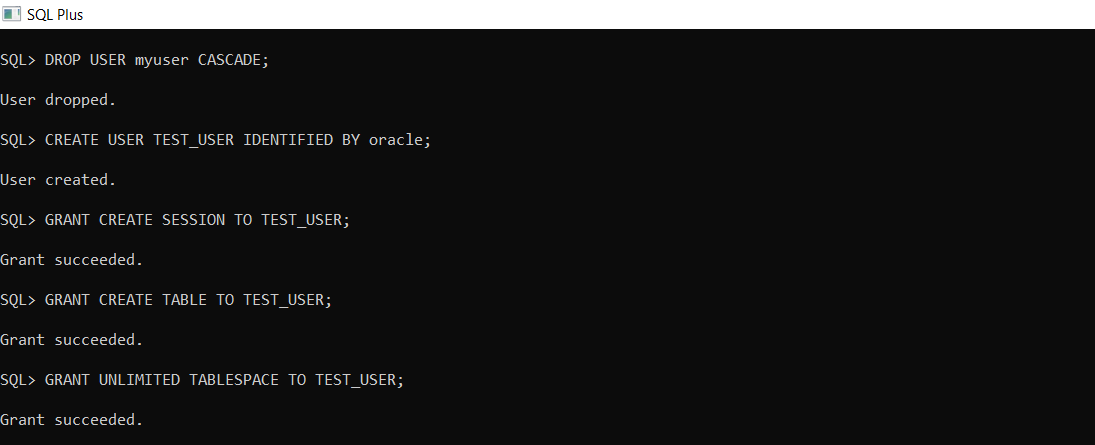 SQL Plus
SQL> DROP USER myuser CASCADE;
User dropped.
SQL> CREATE USER TEST_USER IDENTIFIED BY oracle;
User created.
SQL> GRANT CREATE SESSION TO TEST_USER;
Grant succeeded.
SQL> GRANT CREATE TABLE TO TEST_USER;
Grant succeeded.
SQL> GRANT UNLIMITED TABLESPACE TO TEST_USER;
Grant succeeded.